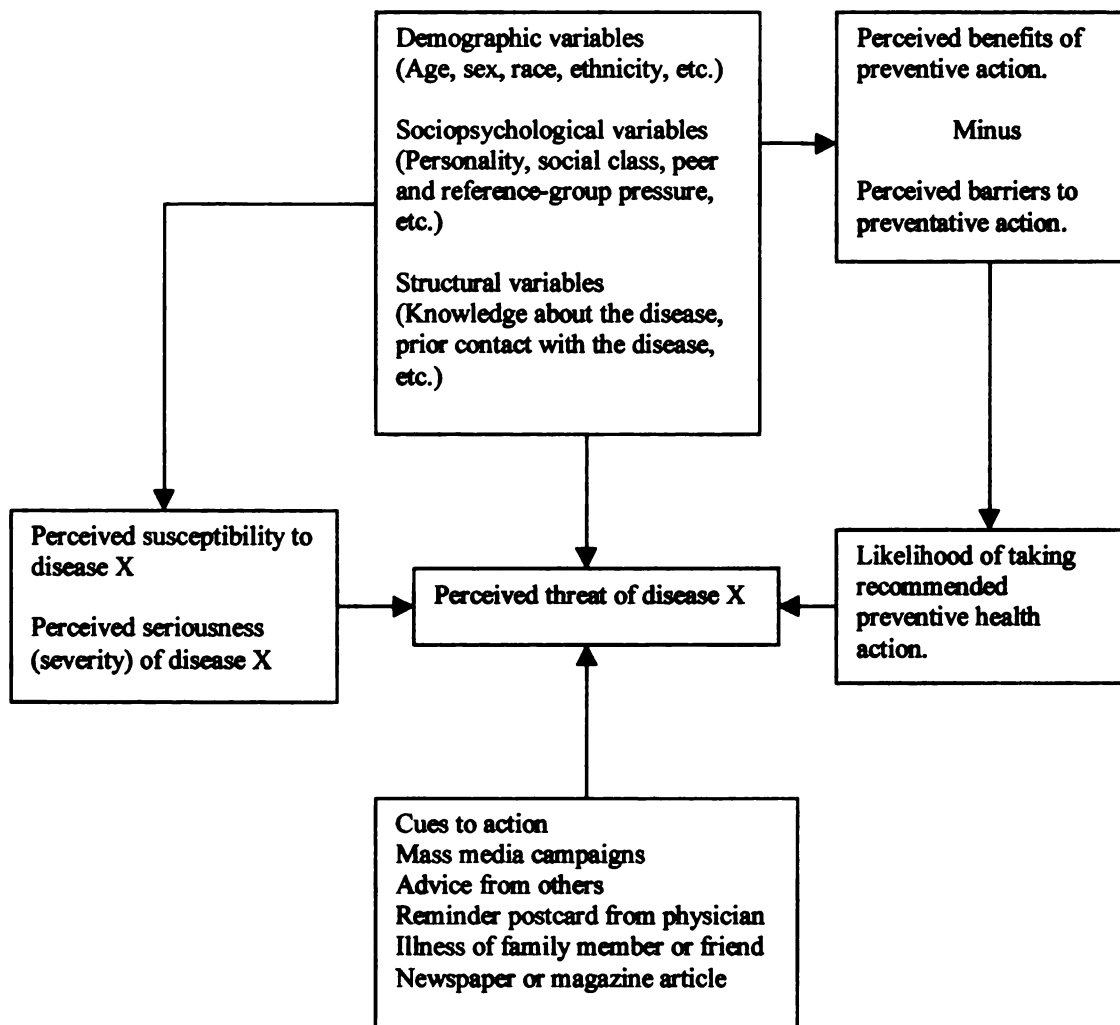 Demographic variables
(Age, sex, race, ethnicity, etc.)
Sociopsychological variables
(Personality, social class, peer
and reference-group pressure,
etc.)
Structural variables
(Knowledge about the disease,
prior contact with the disease,
etc.)
Perceived benefits of
preventive action.
Minus
Perceived barriers to
preventative action.
Perceived susceptibility to
disease X
Perceived seriousness
(severity) of disease X
Perceived threat of disease X
Likelihood of taking
recommended
preventive health
action.
Cues to action
Mass media campaigns
Advice from others
Reminder postcard from physician
Illness of family member or friend
Newspaper or magazine article